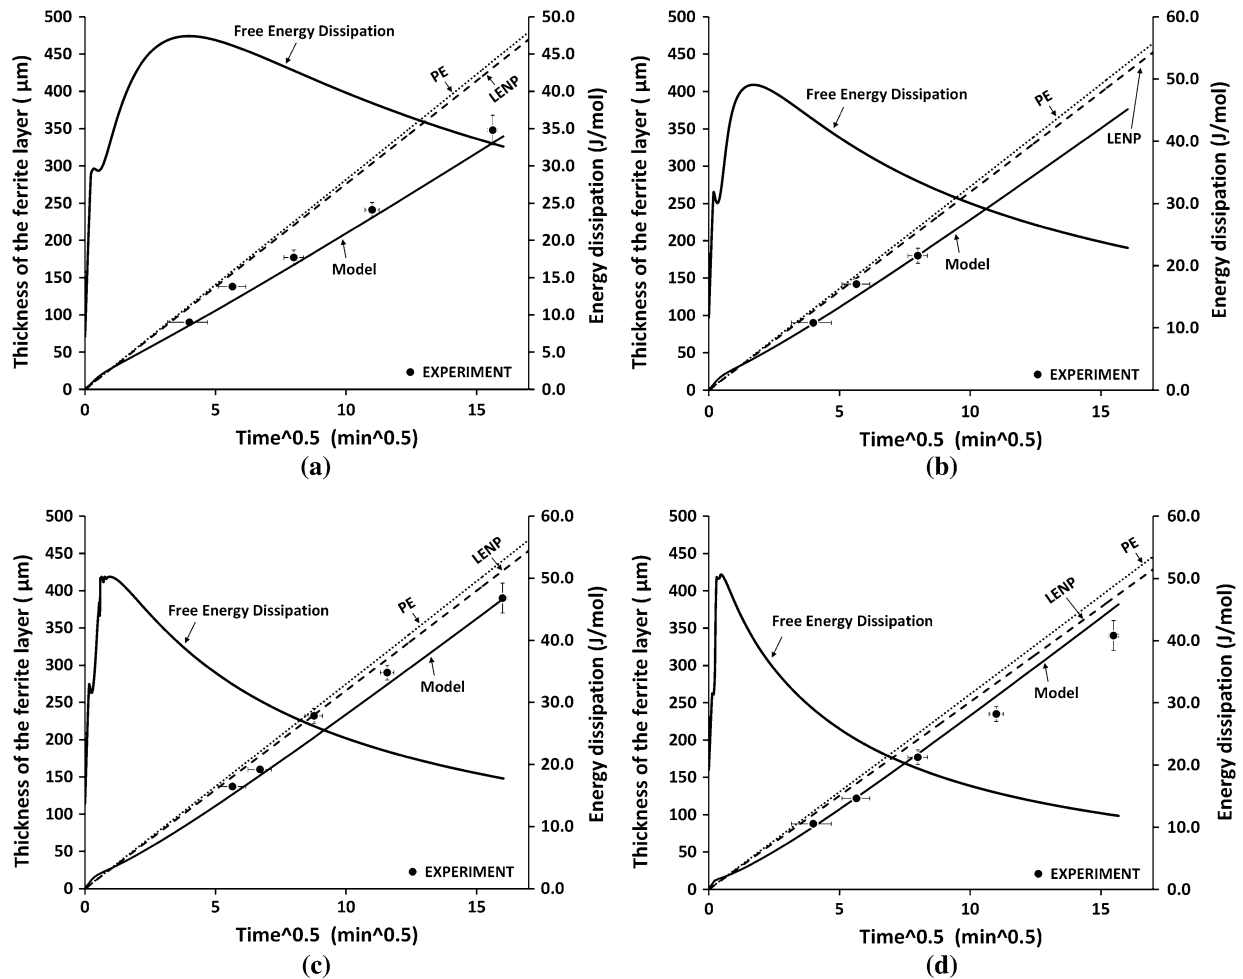 Thickness of the ferrite layer ( μm)
500
450
400
350
300
250
200
150
100
50
0
Free Energy Dissipation
PE
LENP
Model
EXPERIMENT
50.0
45.0
40.0
35.0
30.0
25.0
20.0
15.0
10.0
5.0
0.0
Energy dissipation (J/mol)
0 5 10 15
Time^0.5 (min^0.5)
(a)
Thickness of the ferrite layer ( μm)
500
450
400
350
300
250
200
150
100
50
0
Free Energy Dissipation
PE
LENP
Model
EXPERIMENT
60.0
50.0
40.0
30.0
20.0
10.0
0.0
Energy dissipation (J/mol)
0 5 10 15
Time^0.5 (min^0.5)
(b)
Thickness of the ferrite layer ( μm)
500
450
400
350
300
250
200
150
100
50
0
LENP
PE
Free Energy Dissipation
Model
EXPERIMENT
60.0
50.0
40.0
30.0
20.0
10.0
0.0
Energy dissipation (J/mol)
0 5 10 15
Time^0.5 (min^0.5)
(c)
Thickness of the ferrite layer ( μm)
500
450
400
350
300
250
200
150
100
50
0
PE
LENP
Free Energy Dissipation
Model
EXPERIMENT
60.0
50.0
40.0
30.0
20.0
10.0
0.0
Energy dissipation (J/mol)
0 5 10 15
Time^0.5 (min^0.5)
(d)